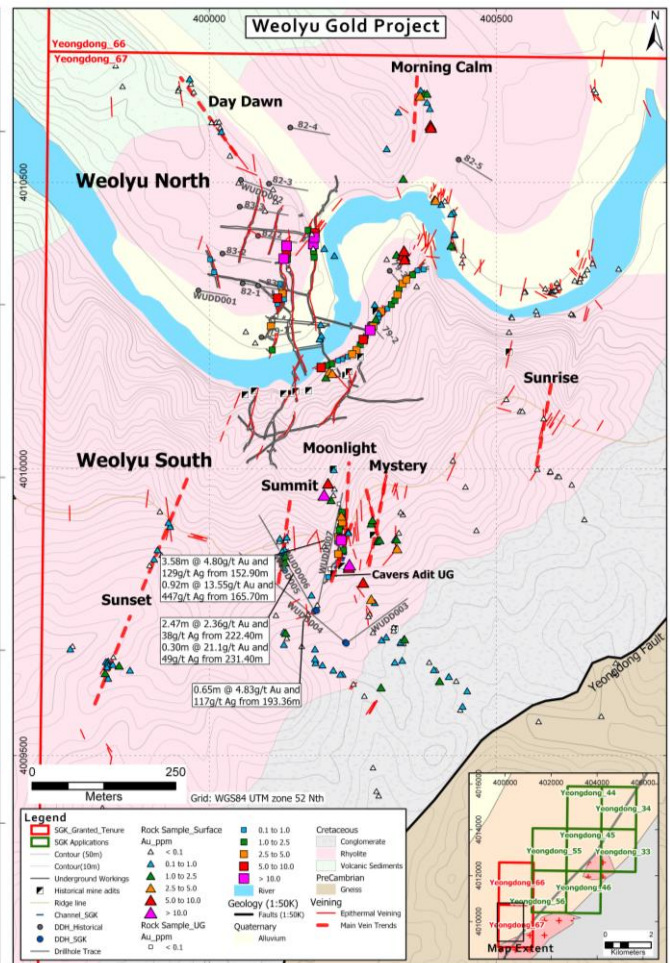 Weolyu Gold Project
400000
400500
Yeongdong_66
Yeongdong_67
Morning Calm
Day Dawn
82-4
82-5
4010500
Weolyu North
82-3
WUDD002
83-2
82-1
WUDD001
79-2
Sunrise
4010000
Moonlight
Weolyu South
Mystery
Summit
WUDD007
Cavers Adit UG
3.58m @ 4.80g/t Au and
129g/t Ag from 152.90m
0.92m @ 13.55g/t Au and
447g/t Ag from 165.70m
Sunset
WUDD004
WUDD003
2.47m @ 2.36g/t Au and
38g/t Ag from 222.40m
0.30m @ 21.1g/t Au and
49g/t Ag from 231.40m
0.65m @ 4.83g/t Au and
117g/t Ag from 193.36m
Yeongdong Fault
4009500
0
250
Meters
Grid: WGS84 UTM zone 52 Nth
Legend
SGK_Granted_Tenure
SGK Applications
Contour (50m)
Contour(10m)
Underground Workings
Historical mine adits
Ridge line
Channel_SGK
DDH_Historical
DDH_SGK
Drillhole Trace
Rock Sample_Surface
Au_ppm
< 0.1
0.1 to 1.0
1.0 to 2.5
2.5 to 5.0
5.0 to 10.0
> 10.0
Rock Sample_UG
Au_ppm
< 0.1
0.1 to 1.0
1.0 to 2.5
2.5 to 5.0
5.0 to 10.0
> 10.0
River
Geology (1:50K)
Faults (1:50K)
Quaternary
Alluvium
Cretaceous
Conglomerate
Rhyolite
Volcanic Sediments
PreCambrian
Gneiss
Veining
Epithermal Veining
Main Vein Trends
400000
402000
404000
406000
4016000
4014000
4012000
4010000
Yeongdong_44
Yeongdong_34
Yeongdong_45
Yeongdong_55
Yeongdong_33
Yeongdong_66
Yeongdong_46
Yeongdong_56
Yeongdong_67
Map Extent
0
2
Kilometers